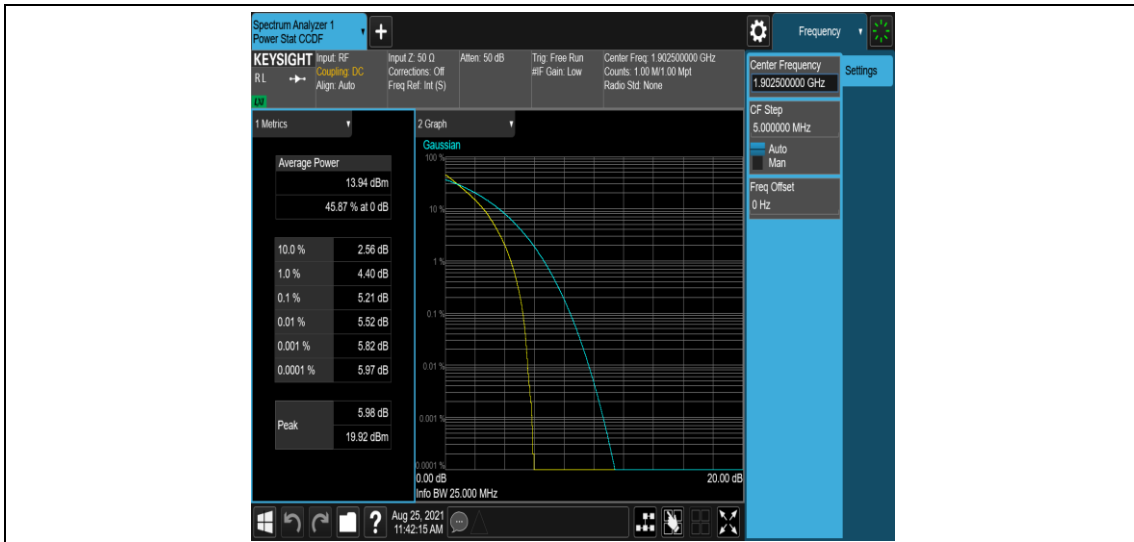 Spectrum Analyzer 1
Power Stat CCDF
+
Frequency
KEYSIGHT
RL
LXI
Input: RF
Coupling: DC
Align: Auto
Input Z: 50 Ω
Corrections: Off
Freq Ref: Int (S)
Atten: 50 dB
Trig: Free Run
#IF Gain: Low
Center Freq: 1.902500000 GHz
Counts: 1.00 M/1.00 Mpt
Radio Std: None
Center Frequency
1.902500000 GHz
Settings
CF Step
5.000000 MHz
Auto
Man
Freq Offset
0 Hz
1 Metrics
Average Power
13.94 dBm
45.87 % at 0 dB
10.0 % 2.56 dB
1.0 % 4.40 dB
0.1 % 5.21 dB
0.01 % 5.52 dB
0.001 % 5.82 dB
0.0001 % 5.97 dB
Peak
5.98 dB
19.92 dBm
2 Graph
Gaussian
100 %
10 %
1 %
0.1 %
0.01 %
0.001 %
0.0001 %
0.00 dB 20.00 dB
Info BW 25.000 MHz
?
Aug 25, 2021
11:42:15 AM